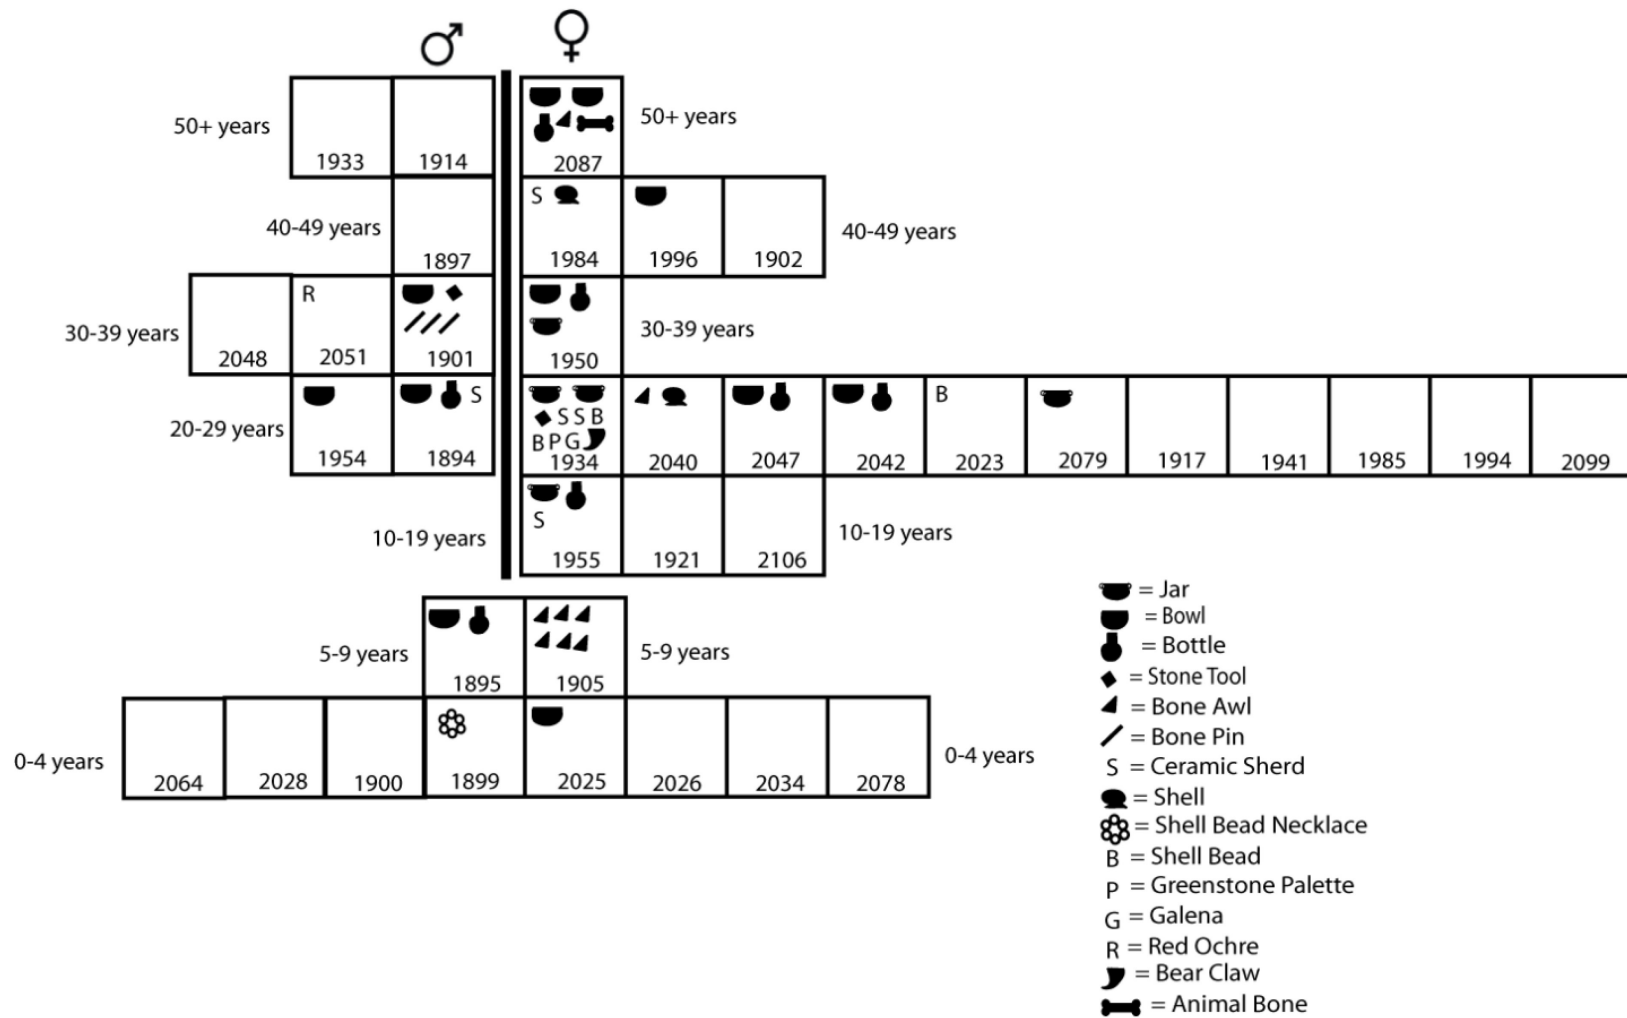 ♂ ♀
50+ years 1933 1914 2087 50+ years
S
40-49 years 1897 1984 1996 1902 40-49 years
R
30-39 years 2048 2051 1901 1950 30-39 years
S B
S S B
B P G
20-29 years 1954 1894 1934 2040 2047 2042 2023 2079 1917 1941 1985 1994 2099
S
10-19 years 1955 1921 2106 10-19 years
5-9 years 1895 1905 5-9 years
0-4 years 2064 2028 1900 1899 2025 2026 2034 2078 0-4 years
= Jar
= Bowl
= Bottle
= Stone Tool
= Bone Awl
= Bone Pin
S = Ceramic Sherd
= Shell
= Shell Bead Necklace
B = Shell Bead
P = Greenstone Palette
G = Galena
R = Red Ochre
= Bear Claw
= Animal Bone